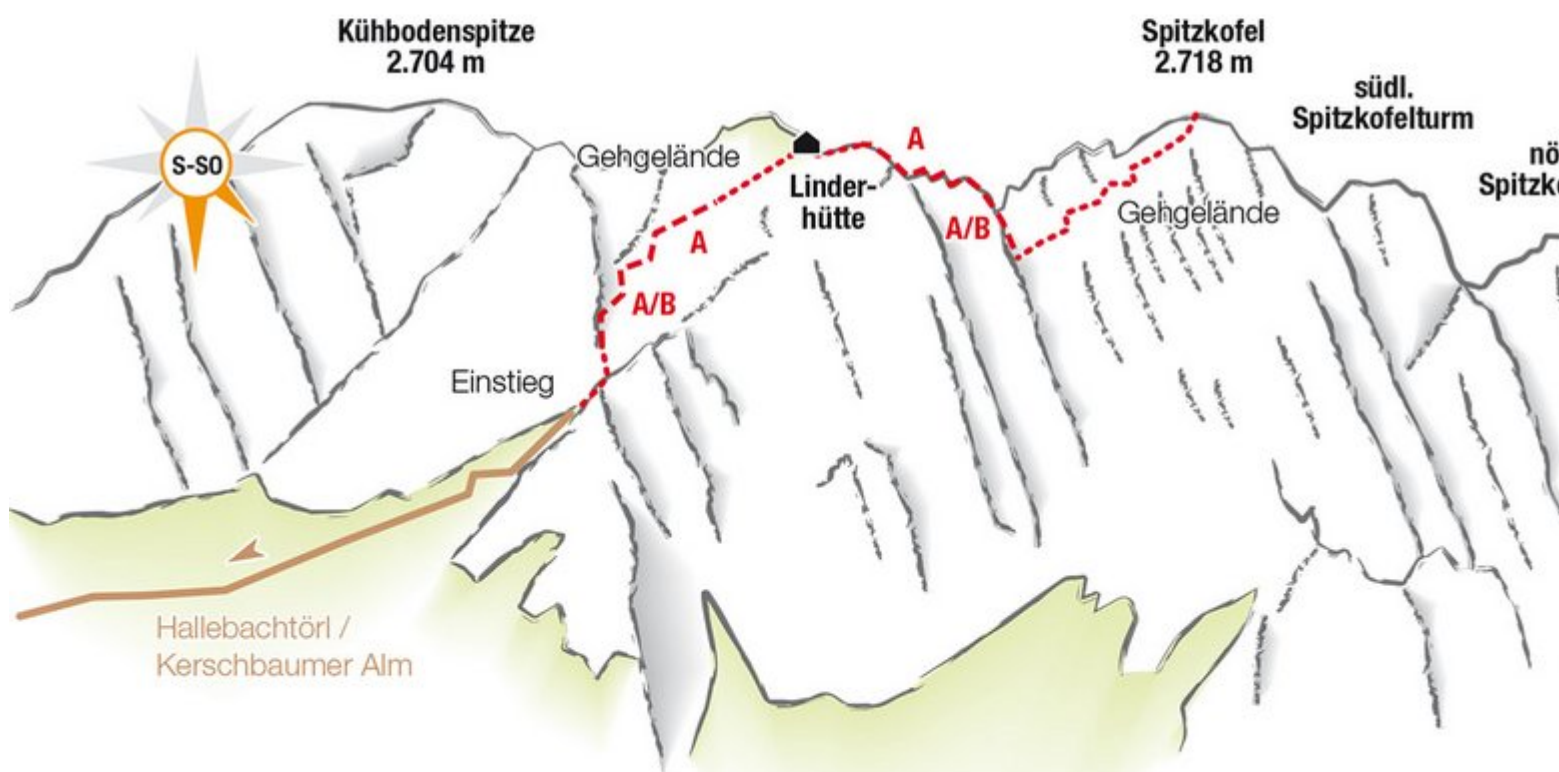 Kühbodenspitze
2.704 m
Spitzkofel
2.718 m
südl.
Spitzkofelturm
S-SO
Gehgelände
A
Linder-
hütte
A
A/B
Gehgelände
A/B
Einstieg
Hallebachtörl /
Kerschbaumer Alm